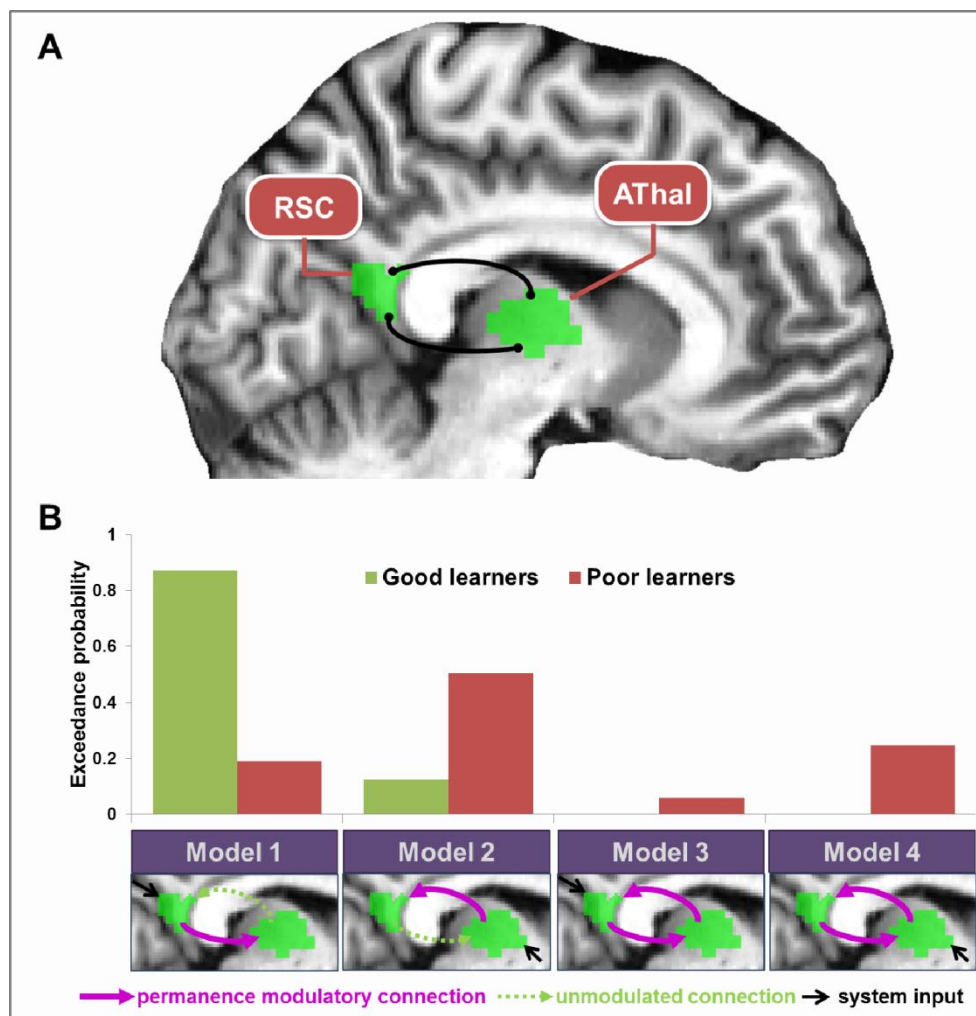 A
RSC
AThal
B
Exceedance probability
1
0.8
0.6
0.4
0.2
0
Good learners
Poor learners
Model 1
Model 2
Model 3
Model 4
permanence modulatory connection
unmodulated connection
system input